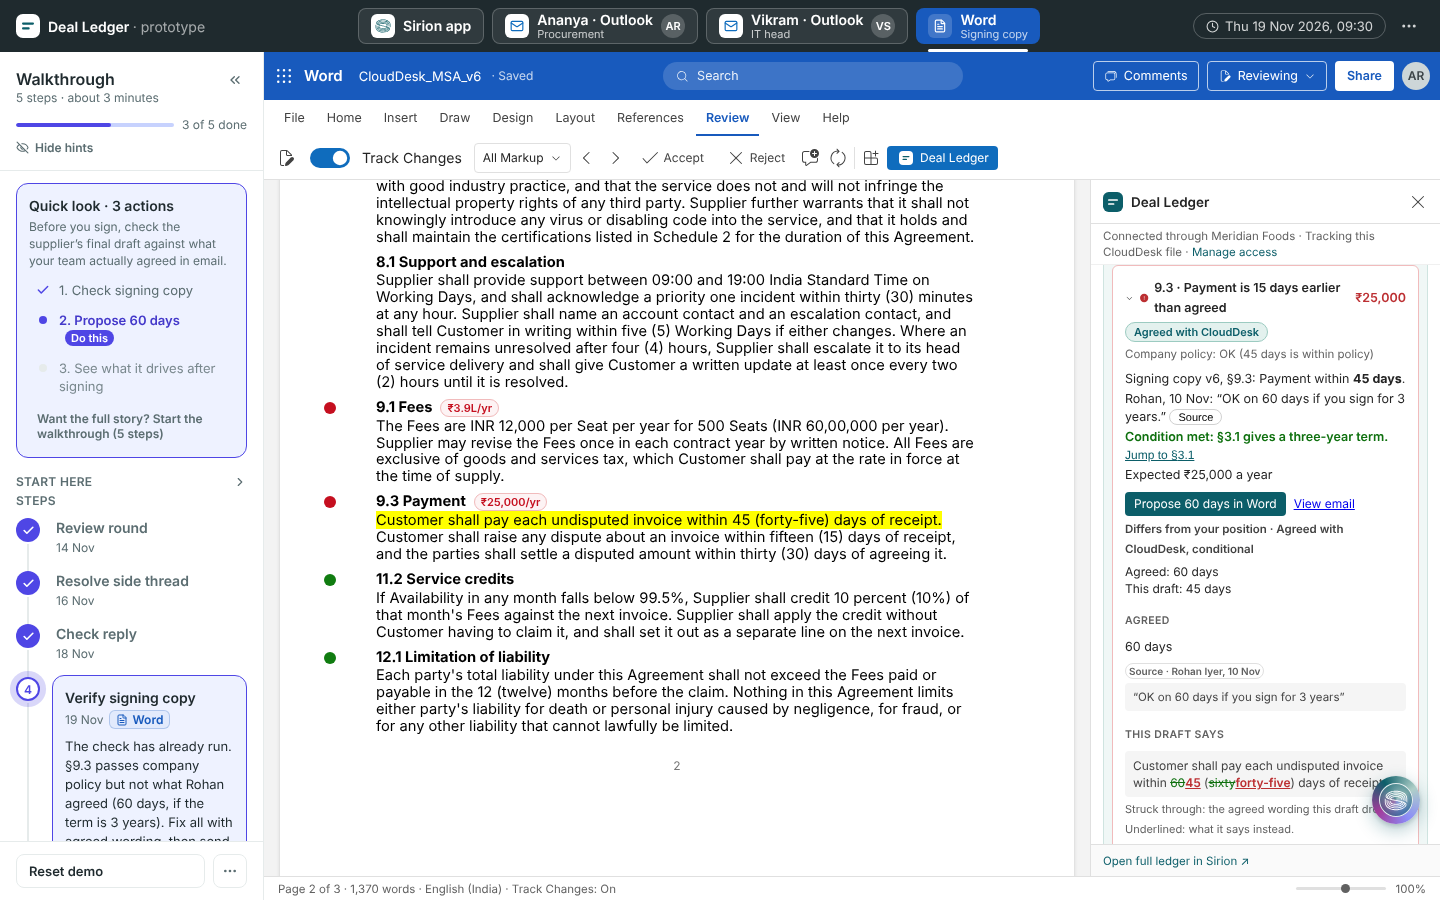 Deal Ledger · prototype
Sirion app
Ananya · Outlook
Procurement
AR
Vikram · Outlook
IT head
VS
Word
Signing copy
Thu 19 Nov 2026, 09:30
Walkthrough
5 steps · about 3 minutes
3 of 5 done
Hide hints
Quick look · 3 actions
Before you sign, check the
supplier's final draft against what
your team actually agreed in email.
1. Check signing copy
2. Propose 60 days
Do this
3. See what it drives after
signing
Want the full story? Start the
walkthrough (5 steps)
START HERE
STEPS
Review round
14 Nov
Resolve side thread
16 Nov
Check reply
18 Nov
4
Verify signing copy
19 Nov
Word
The check has already run.
§9.3 passes company
policy but not what Rohan
agreed (60 days, if the
term is 3 years). Fix all with
agreed wording, then send
Reset demo
Word
CloudDesk_MSA_v6 · Saved
Search
Comments
Reviewing
Share
AR
File
Home
Insert
Draw
Design
Layout
References
Review
View
Help
Track Changes
All Markup
Accept
Reject
Deal Ledger
with good industry practice, and that the service does not and will not infringe the
intellectual property rights of any third party. Supplier further warrants that it shall not
knowingly introduce any virus or disabling code into the service, and that it holds and
shall maintain the certifications listed in Schedule 2 for the duration of this Agreement.
8.1 Support and escalation
Supplier shall provide support between 09:00 and 19:00 India Standard Time on
Working Days, and shall acknowledge a priority one incident within thirty (30) minutes
at any hour. Supplier shall name an account contact and an escalation contact, and
shall tell Customer in writing within five (5) Working Days if either changes. Where an
incident remains unresolved after four (4) hours, Supplier shall escalate it to its head
of service delivery and shall give Customer a written update at least once every two
(2) hours until it is resolved.
9.1 Fees ₹3.9L/yr
The Fees are INR 12,000 per Seat per year for 500 Seats (INR 60,00,000 per year).
Supplier may revise the Fees once in each contract year by written notice. All Fees are
exclusive of goods and services tax, which Customer shall pay at the rate in force at
the time of supply.
9.3 Payment ₹25,000/yr
Customer shall pay each undisputed invoice within 45 (forty-five) days of receipt.
Customer shall raise any dispute about an invoice within fifteen (15) days of receipt,
and the parties shall settle a disputed amount within thirty (30) days of agreeing it.
11.2 Service credits
If Availability in any month falls below 99.5%, Supplier shall credit 10 percent (10%) of
that month's Fees against the next invoice. Supplier shall apply the credit without
Customer having to claim it, and shall set it out as a separate line on the next invoice.
12.1 Limitation of liability
Each party's total liability under this Agreement shall not exceed the Fees paid or
payable in the 12 (twelve) months before the claim. Nothing in this Agreement limits
either party's liability for death or personal injury caused by negligence, for fraud, or
for any other liability that cannot lawfully be limited.
2
Deal Ledger
Connected through Meridian Foods · Tracking this
CloudDesk file · Manage access
9.3 · Payment is 15 days earlier
than agreed
₹25,000
Agreed with CloudDesk
Company policy: OK (45 days is within policy)
Signing copy v6, §9.3: Payment within 45 days.
Rohan, 10 Nov: “OK on 60 days if you sign for 3
years.” Source
Condition met: §3.1 gives a three-year term.
Jump to §3.1
Expected ₹25,000 a year
Propose 60 days in Word
View email
Differs from your position · Agreed with
CloudDesk, conditional
Agreed: 60 days
This draft: 45 days
AGREED
60 days
Source · Rohan Iyer, 10 Nov
“OK on 60 days if you sign for 3 years”
THIS DRAFT SAYS
Customer shall pay each undisputed invoice
within 6045 (sixtyforty-five) days of receipt
Struck through: the agreed wording this draft
Underlined: what it says instead.
Open full ledger in Sirion ↗
Page 2 of 3 · 1,370 words · English (India) · Track Changes: On
100%